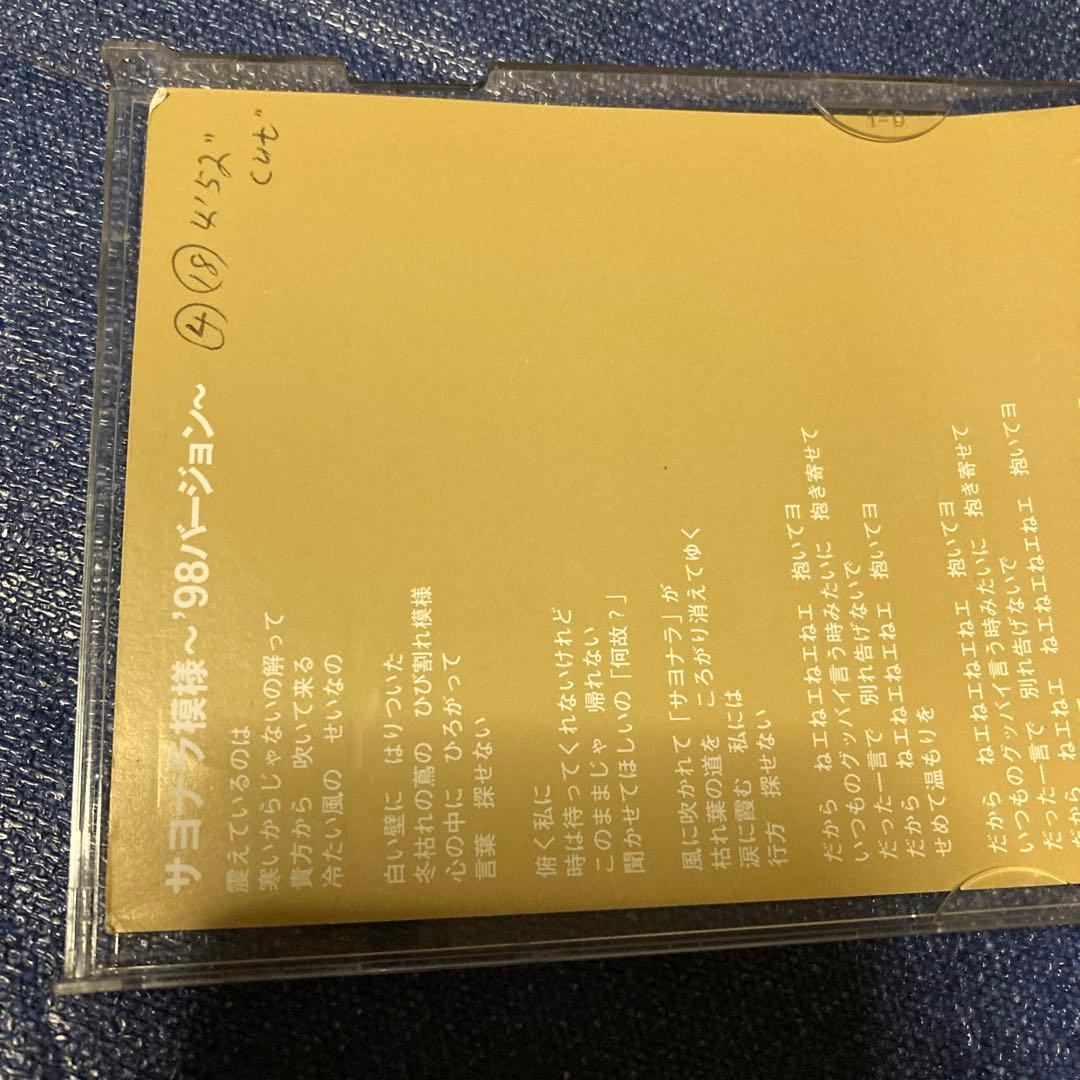 サヨナラ模様〜'98バージョン〜 ④ ⑱ 4'52"
cut"
震えているのは
寒いからじゃないの解って
貴方から 吹いて来る
冷たい風の せいなの
白い壁に はりついた
冬枯れの蔦の ひび割れ模様
心の中に ひろがって
言葉 探せない
俯く私に
時は待ってくれないけれど
このままじゃ 帰れない
聞かせてほしいの「何故？」
風に吹かれて「サヨナラ」が
枯れ葉の道を ころがり消えてゆく
涙に霞む 私には
行方 探せない
だから ねエねエねエねエ 抱いてヨ
いつものグッバイ言う時みたいに 抱き寄せて
だった一言で 別れ告げないで
だから ねエねエねエ 抱いてヨ
せめて温もりを
だから ねエねエねエねエ 抱いてヨ
いつものグッバイ言う時みたいに 抱き寄せて
だった一言で 別れ告げないで
だから ねエねエねエねエ 抱いてヨ